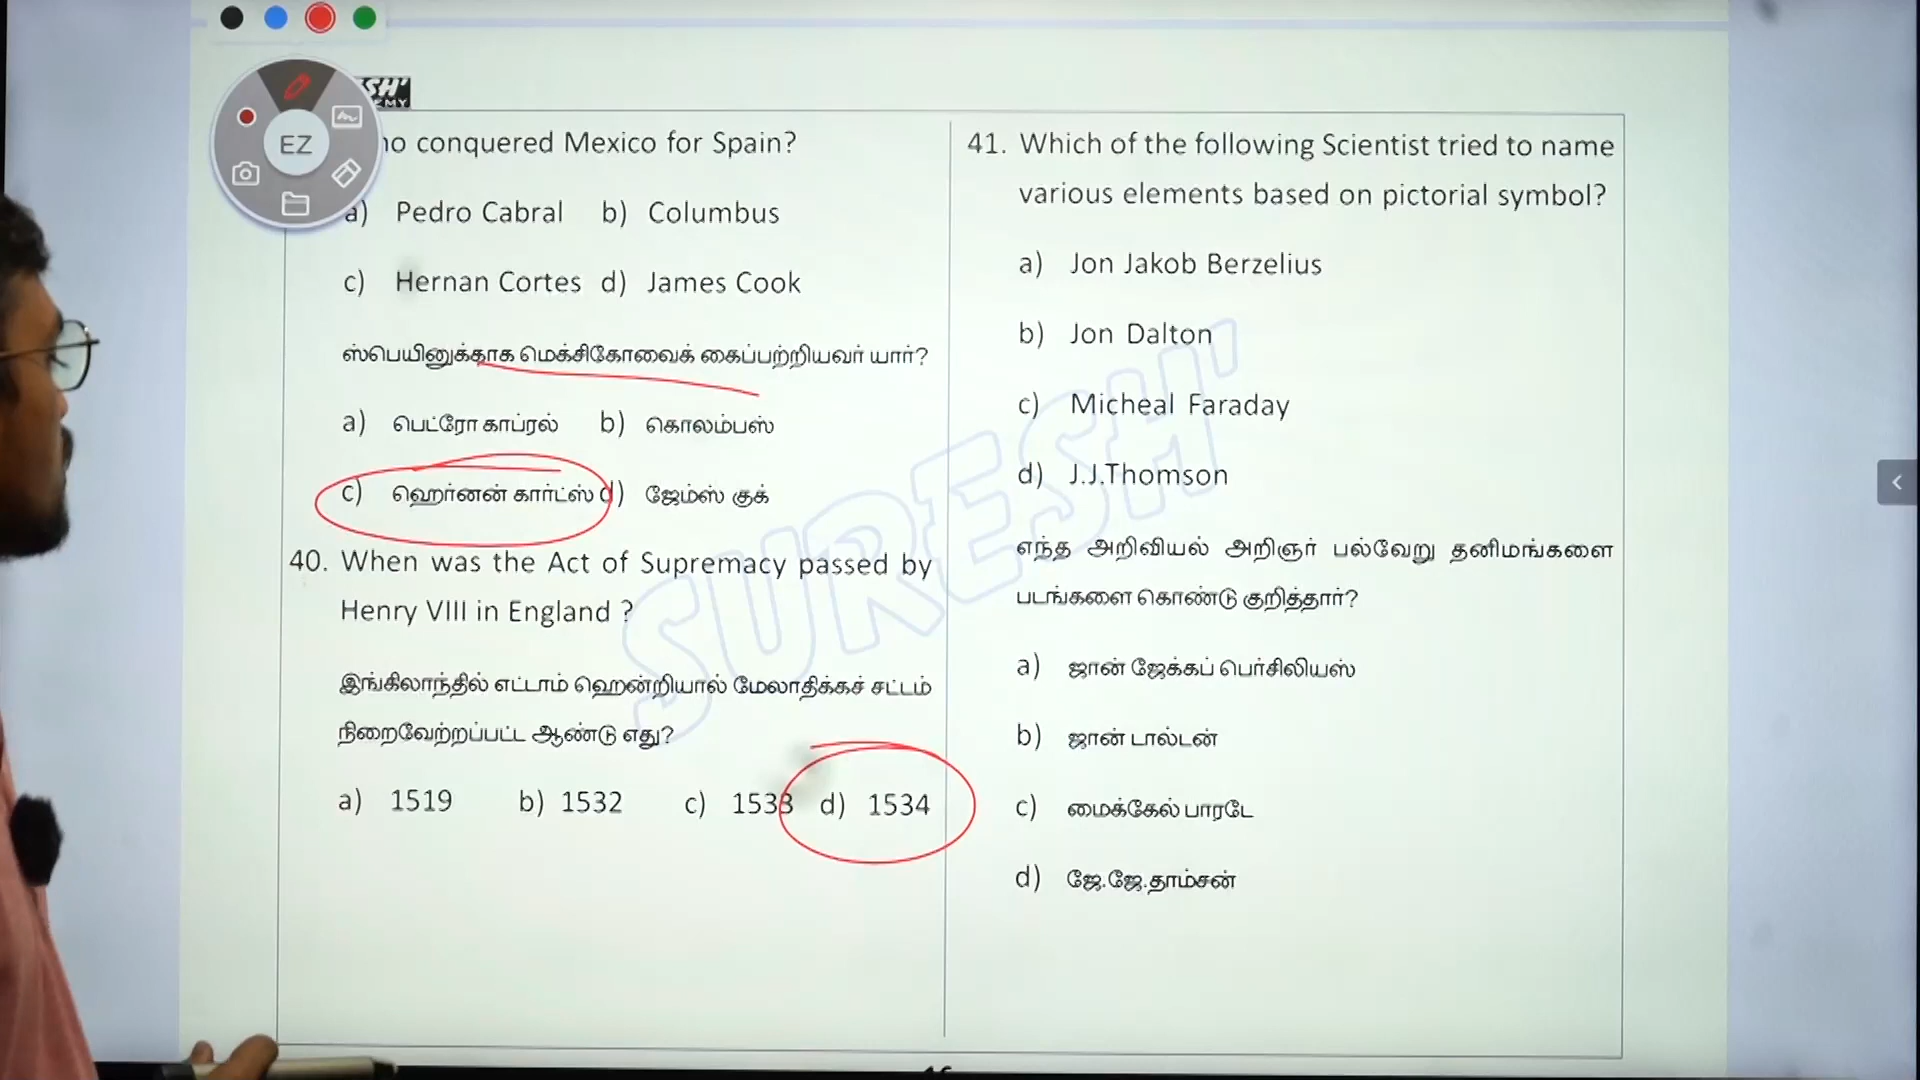 EZ
SH'
EMY
conquered Mexico for Spain?
a) Pedro Cabral b) Columbus
c) Hernan Cortes d) James Cook
ஸ்பெயினுக்காக மெக்சிகோவைக் கைப்பற்றியவர் யார்?
a) பெட்ரோ காப்ரல் b) கொலம்பஸ்
c) ஹெர்னன் கார்ட்ஸ் d) ஜேம்ஸ் குக்
40. When was the Act of Supremacy passed by
Henry VIII in England ?
இங்கிலாந்தில் எட்டாம் ஹென்றியால் மேலாதிக்கச் சட்டம்
நிறைவேற்றப்பட்ட ஆண்டு எது?
a) 1519 b) 1532 c) 1533 d) 1534
41. Which of the following Scientist tried to name
various elements based on pictorial symbol?
a) Jon Jakob Berzelius
b) Jon Dalton
c) Micheal Faraday
d) J.J.Thomson
எந்த அறிவியல் அறிஞர் பல்வேறு தனிமங்களை
படங்களை கொண்டு குறித்தார்?
a) ஜான் ஜேக்கப் பெர்சிலியஸ்
b) ஜான் டால்டன்
c) மைக்கேல் பாரடே
d) ஜே.ஜே.தாம்சன்
SURESH'